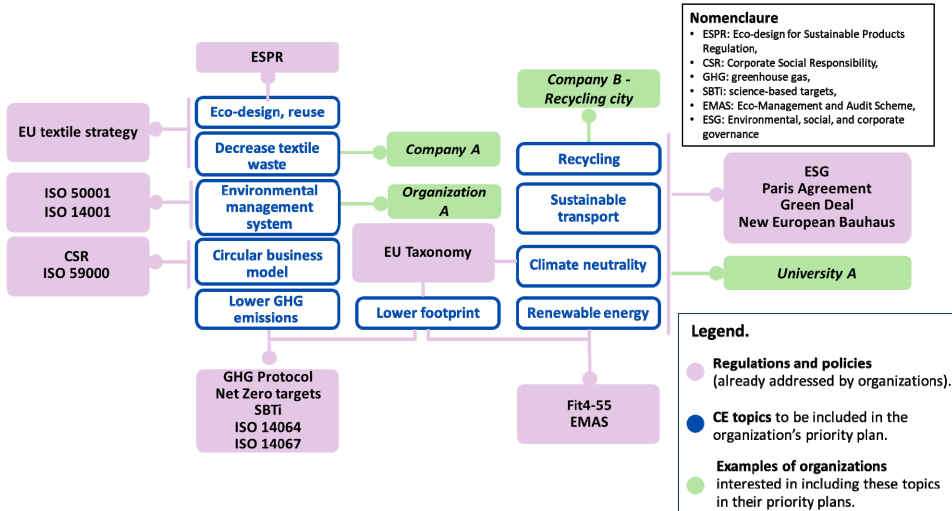 Nomenclaure
• ESPR: Eco-design for Sustainable Products
Regulation,
• CSR: Corporate Social Responsibility,
• GHG: greenhouse gas,
• SBTi: science-based targets,
• EMAS: Eco-Management and Audit Scheme,
• ESG: Environmental, social, and corporate
governance
ESPR
Eco-design, reuse
EU textile strategy
Decrease textile
waste
Company A
ISO 50001
ISO 14001
Environmental
management
system
Organization
A
CSR
ISO 59000
Circular business
model
Lower GHG
emissions
EU Taxonomy
Lower footprint
GHG Protocol
Net Zero targets
SBTi
ISO 14064
ISO 14067
Company B -
Recycling city
Recycling
Sustainable
transport
Climate neutrality
Renewable energy
Fit4-55
EMAS
ESG
Paris Agreement
Green Deal
New European Bauhaus
University A
Legend.
Regulations and policies
(already addressed by organizations).
CE topics to be included in the
organization's priority plan.
Examples of organizations
interested in including these topics
in their priority plans.